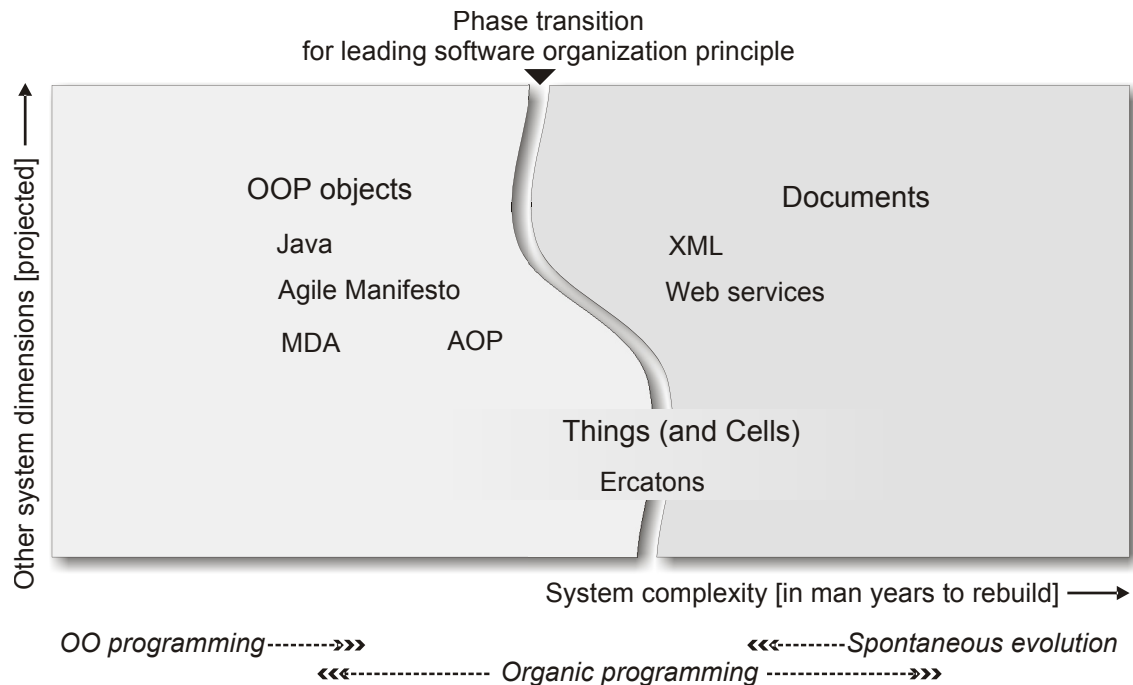 Phase transition
for leading software organization principle
Other system dimensions [projected]
OOP objects
Documents
Java
XML
Agile Manifesto
Web services
MDA
AOP
Things (and Cells)
Ercatons
System complexity [in man years to rebuild]
OO programming
Spontaneous evolution
Organic programming